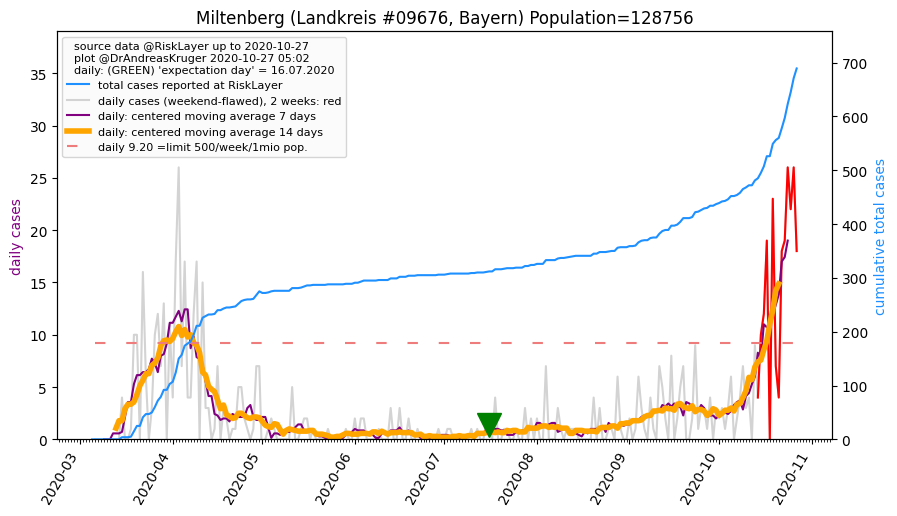 Miltenberg (Landkreis #09676, Bayern) Population=128756
source data @RiskLayer up to 2020-10-27
plot @DrAndreasKruger 2020-10-27 05:02
daily: (GREEN) 'expectation day' = 16.07.2020
total cases reported at RiskLayer
daily cases (weekend-flawed), 2 weeks: red
daily: centered moving average 7 days
daily: centered moving average 14 days
daily 9.20 =limit 500/week/1mio pop.
daily cases
35
30
25
20
15
10
5
0
cumulative total cases
700
600
500
400
300
200
100
0
2020-03
2020-04
2020-05
2020-06
2020-07
2020-08
2020-09
2020-10
2020-11